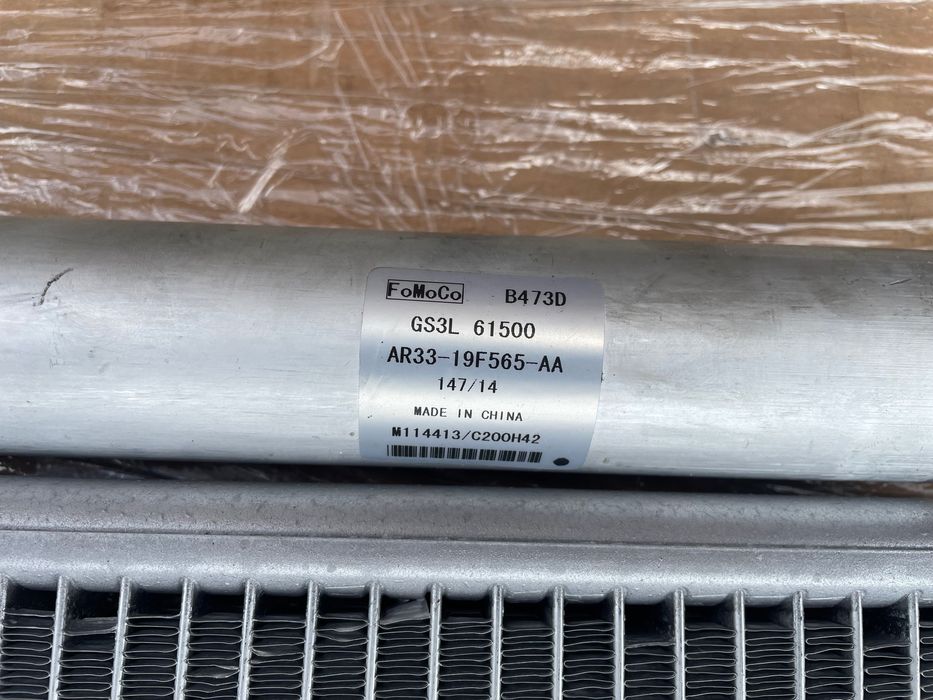 FoMoCo B473D
GS3L 61500
AR33-19F565-AA
147/14
MADE IN CHINA
M114413/C200H42